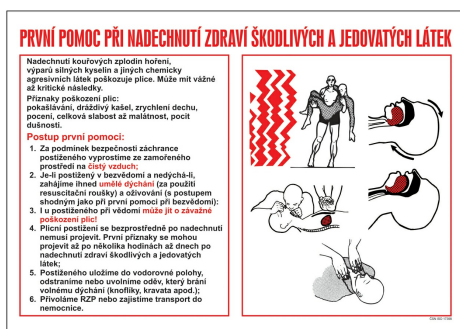 PRVNÍ POMOC PŘI NADECHNUTÍ ZDRAVÍ ŠKODLIVÝCH A JEDOVATÝCH LÁTEK
Nadechnutí kouřových zplodin hoření,
výparů silných kyselin a jiných chemicky
agresivních látek poškozuje plíce. Může mít vážné
až kritické následky.
Příznaky poškození plic:
pokašlávání, dráždivý kašel, zrychlení dechu,
pocení, celková slabost až malátnost, pocit
dušnosti.
Postup první pomoci:
1. Za podmínek bezpečnosti záchrance
postiženého vyprostíme ze zamořeného
prostředí na čistý vzduch;
2. Je-li postižený v bezvědomí a nedýchá-li,
zahájíme ihned umělé dýchání (za použití
resuscitační roušky) a oživování (s postupem
shodným jako při první pomoci při bezvědomí);
3. I u postiženého při vědomí může jít o závažné
poškození plic!
4. Plicní postižení se bezprostředně po nadechnutí
nemusí projevit. První příznaky se mohou
projevit až po několika hodinách až dnech po
nadechnutí zdraví škodlivých a jedovatých
látek;
5. Postiženého uložíme do vodorovné polohy,
odstraníme nebo uvolníme oděv, který brání
volnému dýchání (knoflíky, kravata apod.);
6. Přivoláme RZP nebo zajistíme transport do
nemocnice.